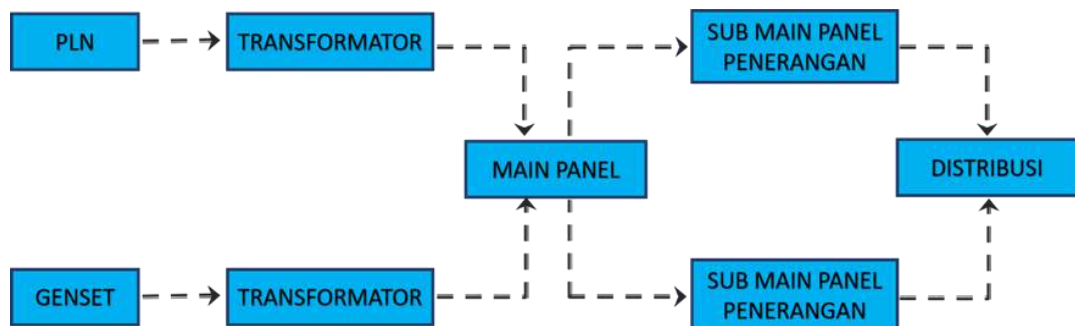 PLN
TRANSFORMATOR
SUB MAIN PANEL
PENERANGAN
MAIN PANEL
DISTRIBUSI
GENSET
TRANSFORMATOR
SUB MAIN PANEL
PENERANGAN